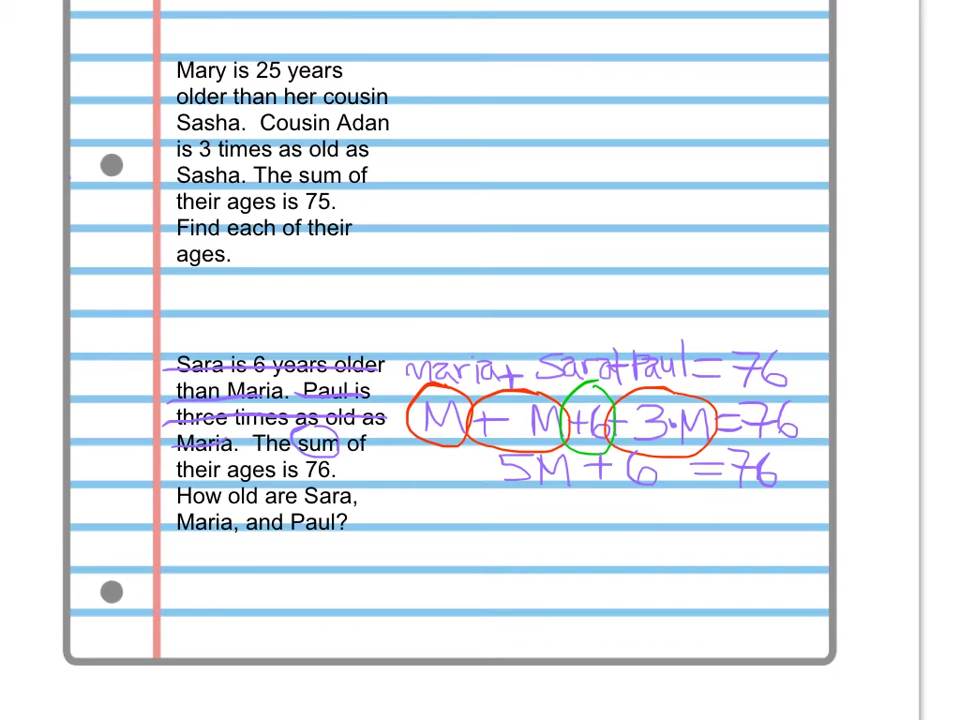 Mary is 25 years
older than her cousin
Sasha. Cousin Adan
is 3 times as old as
Sasha. The sum of
their ages is 75.
Find each of their
ages.
Sara is 6 years older
than Maria. Paul is
three times as old as
Maria. The sum of
their ages is 76.
How old are Sara,
Maria, and Paul?
maria + Sara + Paul = 76
M + M + 6 + 3 · M = 76
5M + 6 = 76